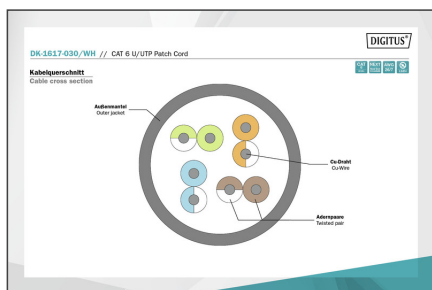 DIGITUS®
DK-1617-030/WH // CAT 6 U/UTP Patch Cord
Kabelquerschnitt
Cable cross section
Außenmantel
Outer jacket
Cu-Draht
Cu-Wire
Adernpaare
Twisted pair